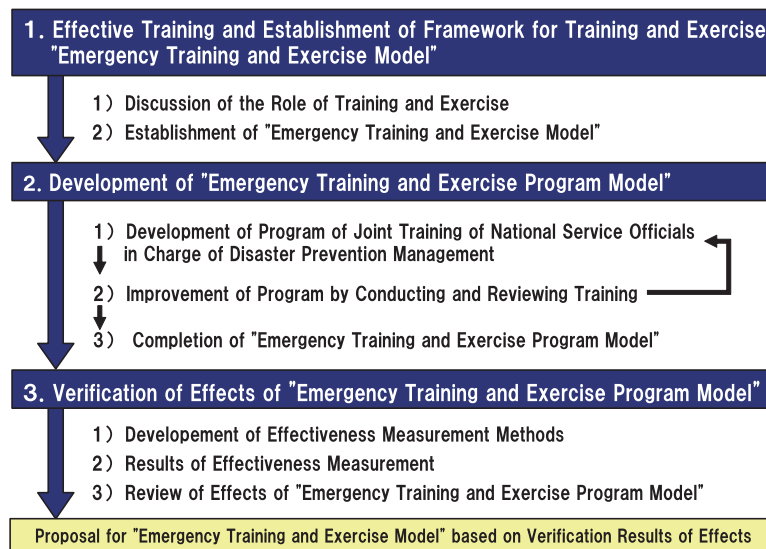 1. Effective Training and Establishment of Framework for Training and Exercise
"Emergency Training and Exercise Model"
1) Discussion of the Role of Training and Exercise
2) Establishment of "Emergency Training and Exercise Model"
2. Development of "Emergency Training and Exercise Program Model"
1) Development of Program of Joint Training of National Service Officials
in Charge of Disaster Prevention Management
2) Improvement of Program by Conducting and Reviewing Training
3) Completion of "Emergency Training and Exercise Program Model"
3. Verification of Effects of "Emergency Training and Exercise Program Model"
1) Developement of Effectiveness Measurement Methods
2) Results of Effectiveness Measurement
3) Review of Effects of "Emergency Training and Exercise Program Model"
Proposal for "Emergency Training and Exercise Model" based on Verification Results of Effects